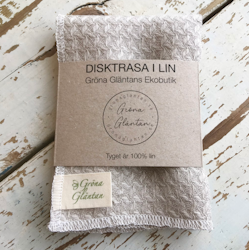 DISKTRASA I LIN
Gröna Gläntans Ekobutik
Gröna
Gläntan
Tyget är 100% lin.
Gröna
Gläntan